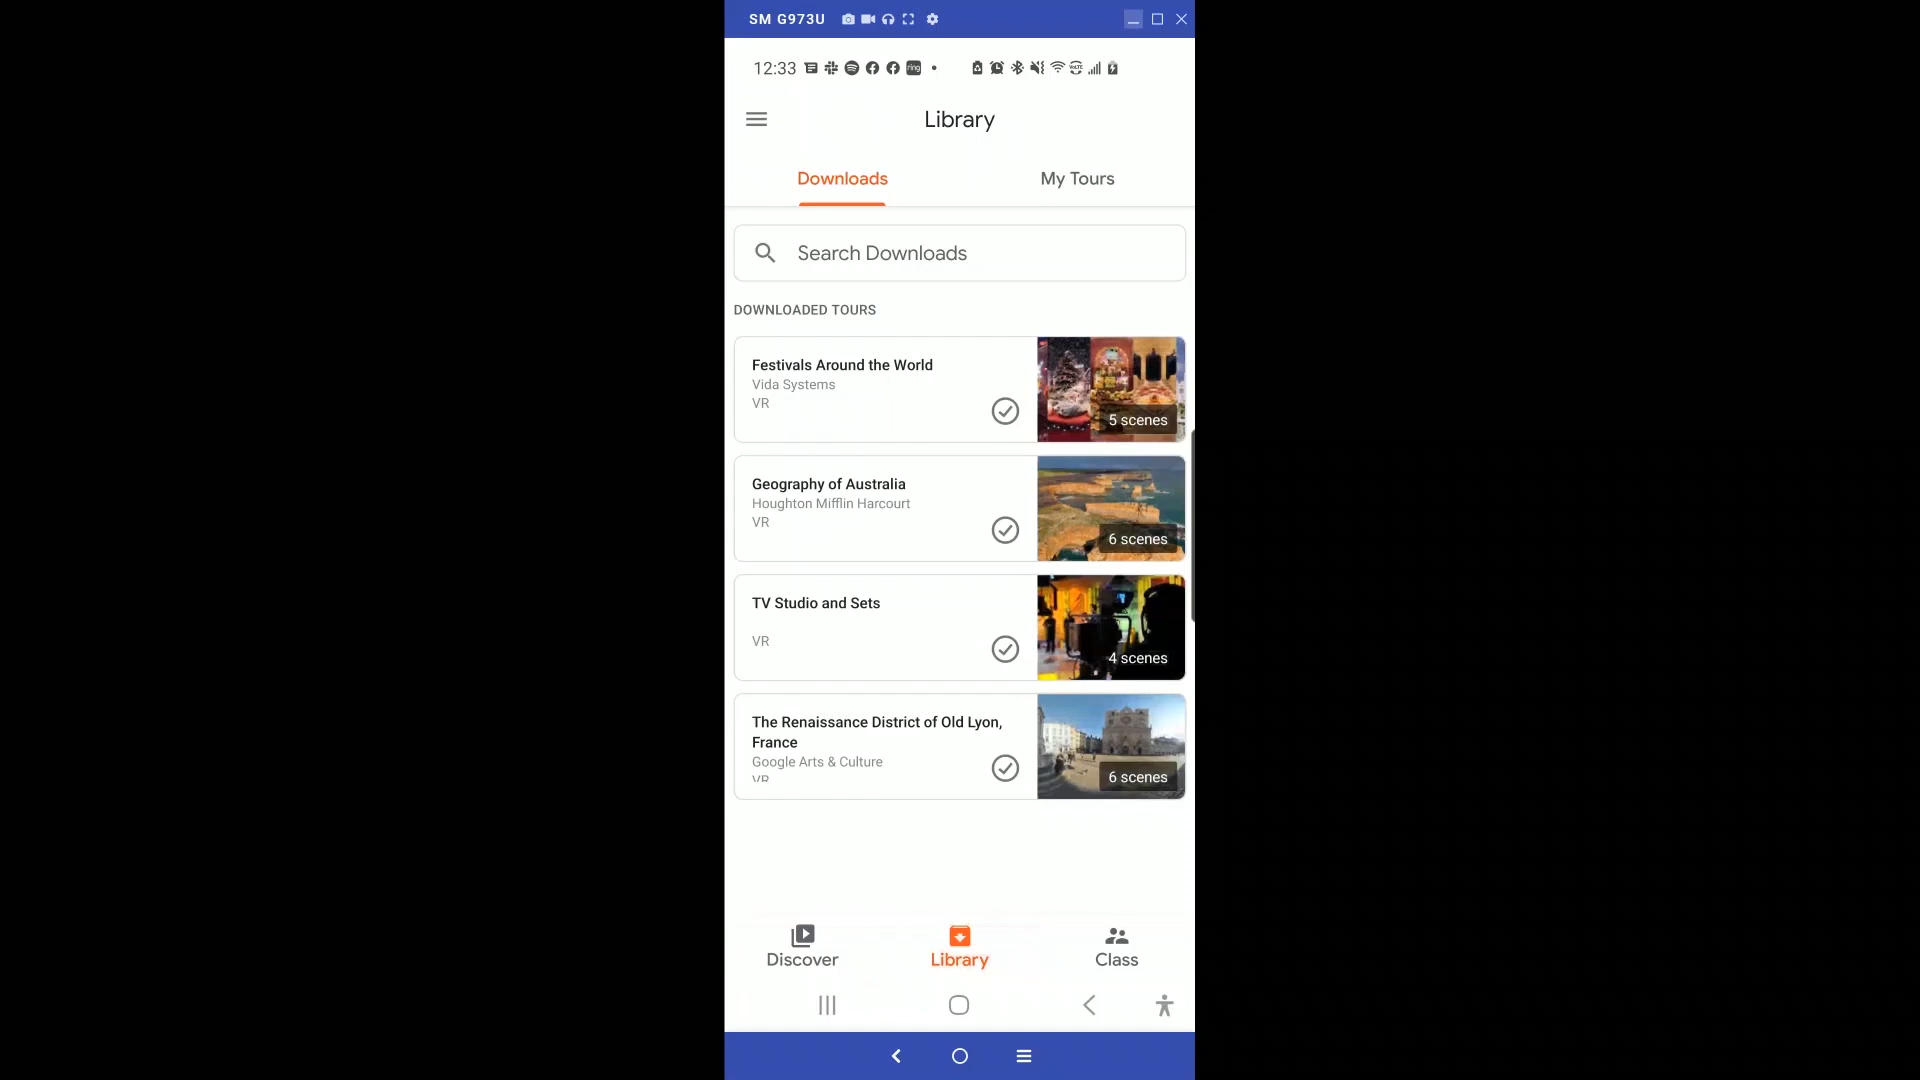 SM G973U
12:33
Library
Downloads
My Tours
Search Downloads
DOWNLOADED TOURS
Festivals Around the World
Vida Systems
VR
5 scenes
Geography of Australia
Houghton Mifflin Harcourt
VR
6 scenes
TV Studio and Sets
VR
4 scenes
The Renaissance District of Old Lyon,
France
Google Arts & Culture
VR
6 scenes
Discover
Library
Class